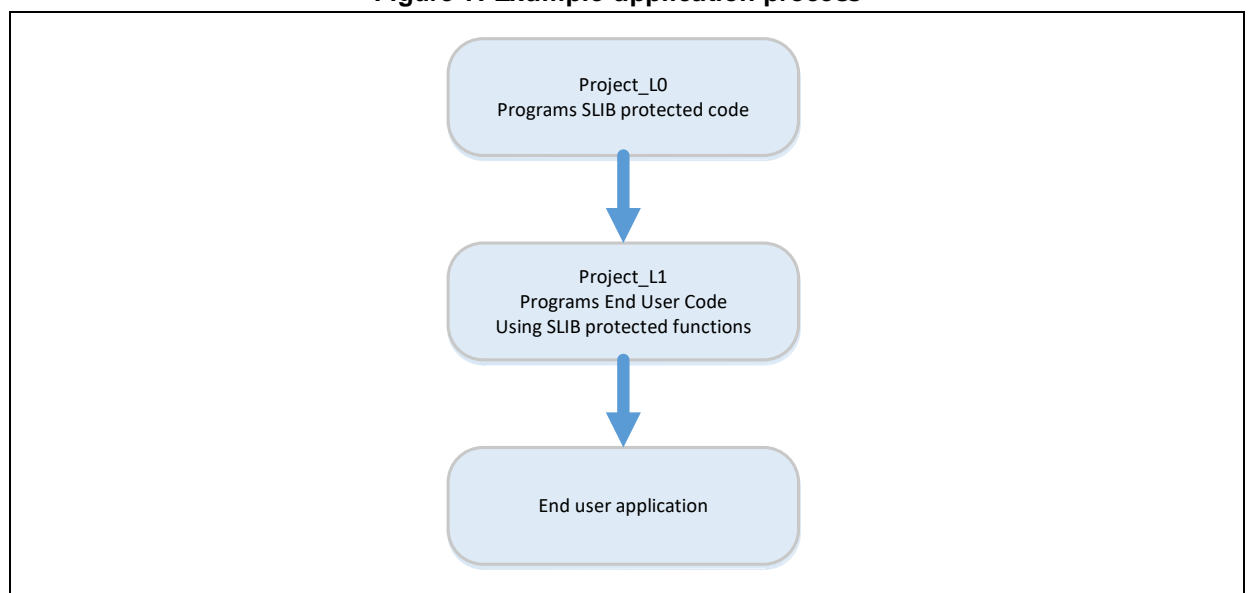 Project_L0
Programs SLIB protected code
Project_L1
Programs End User Code
Using SLIB protected functions
End user application